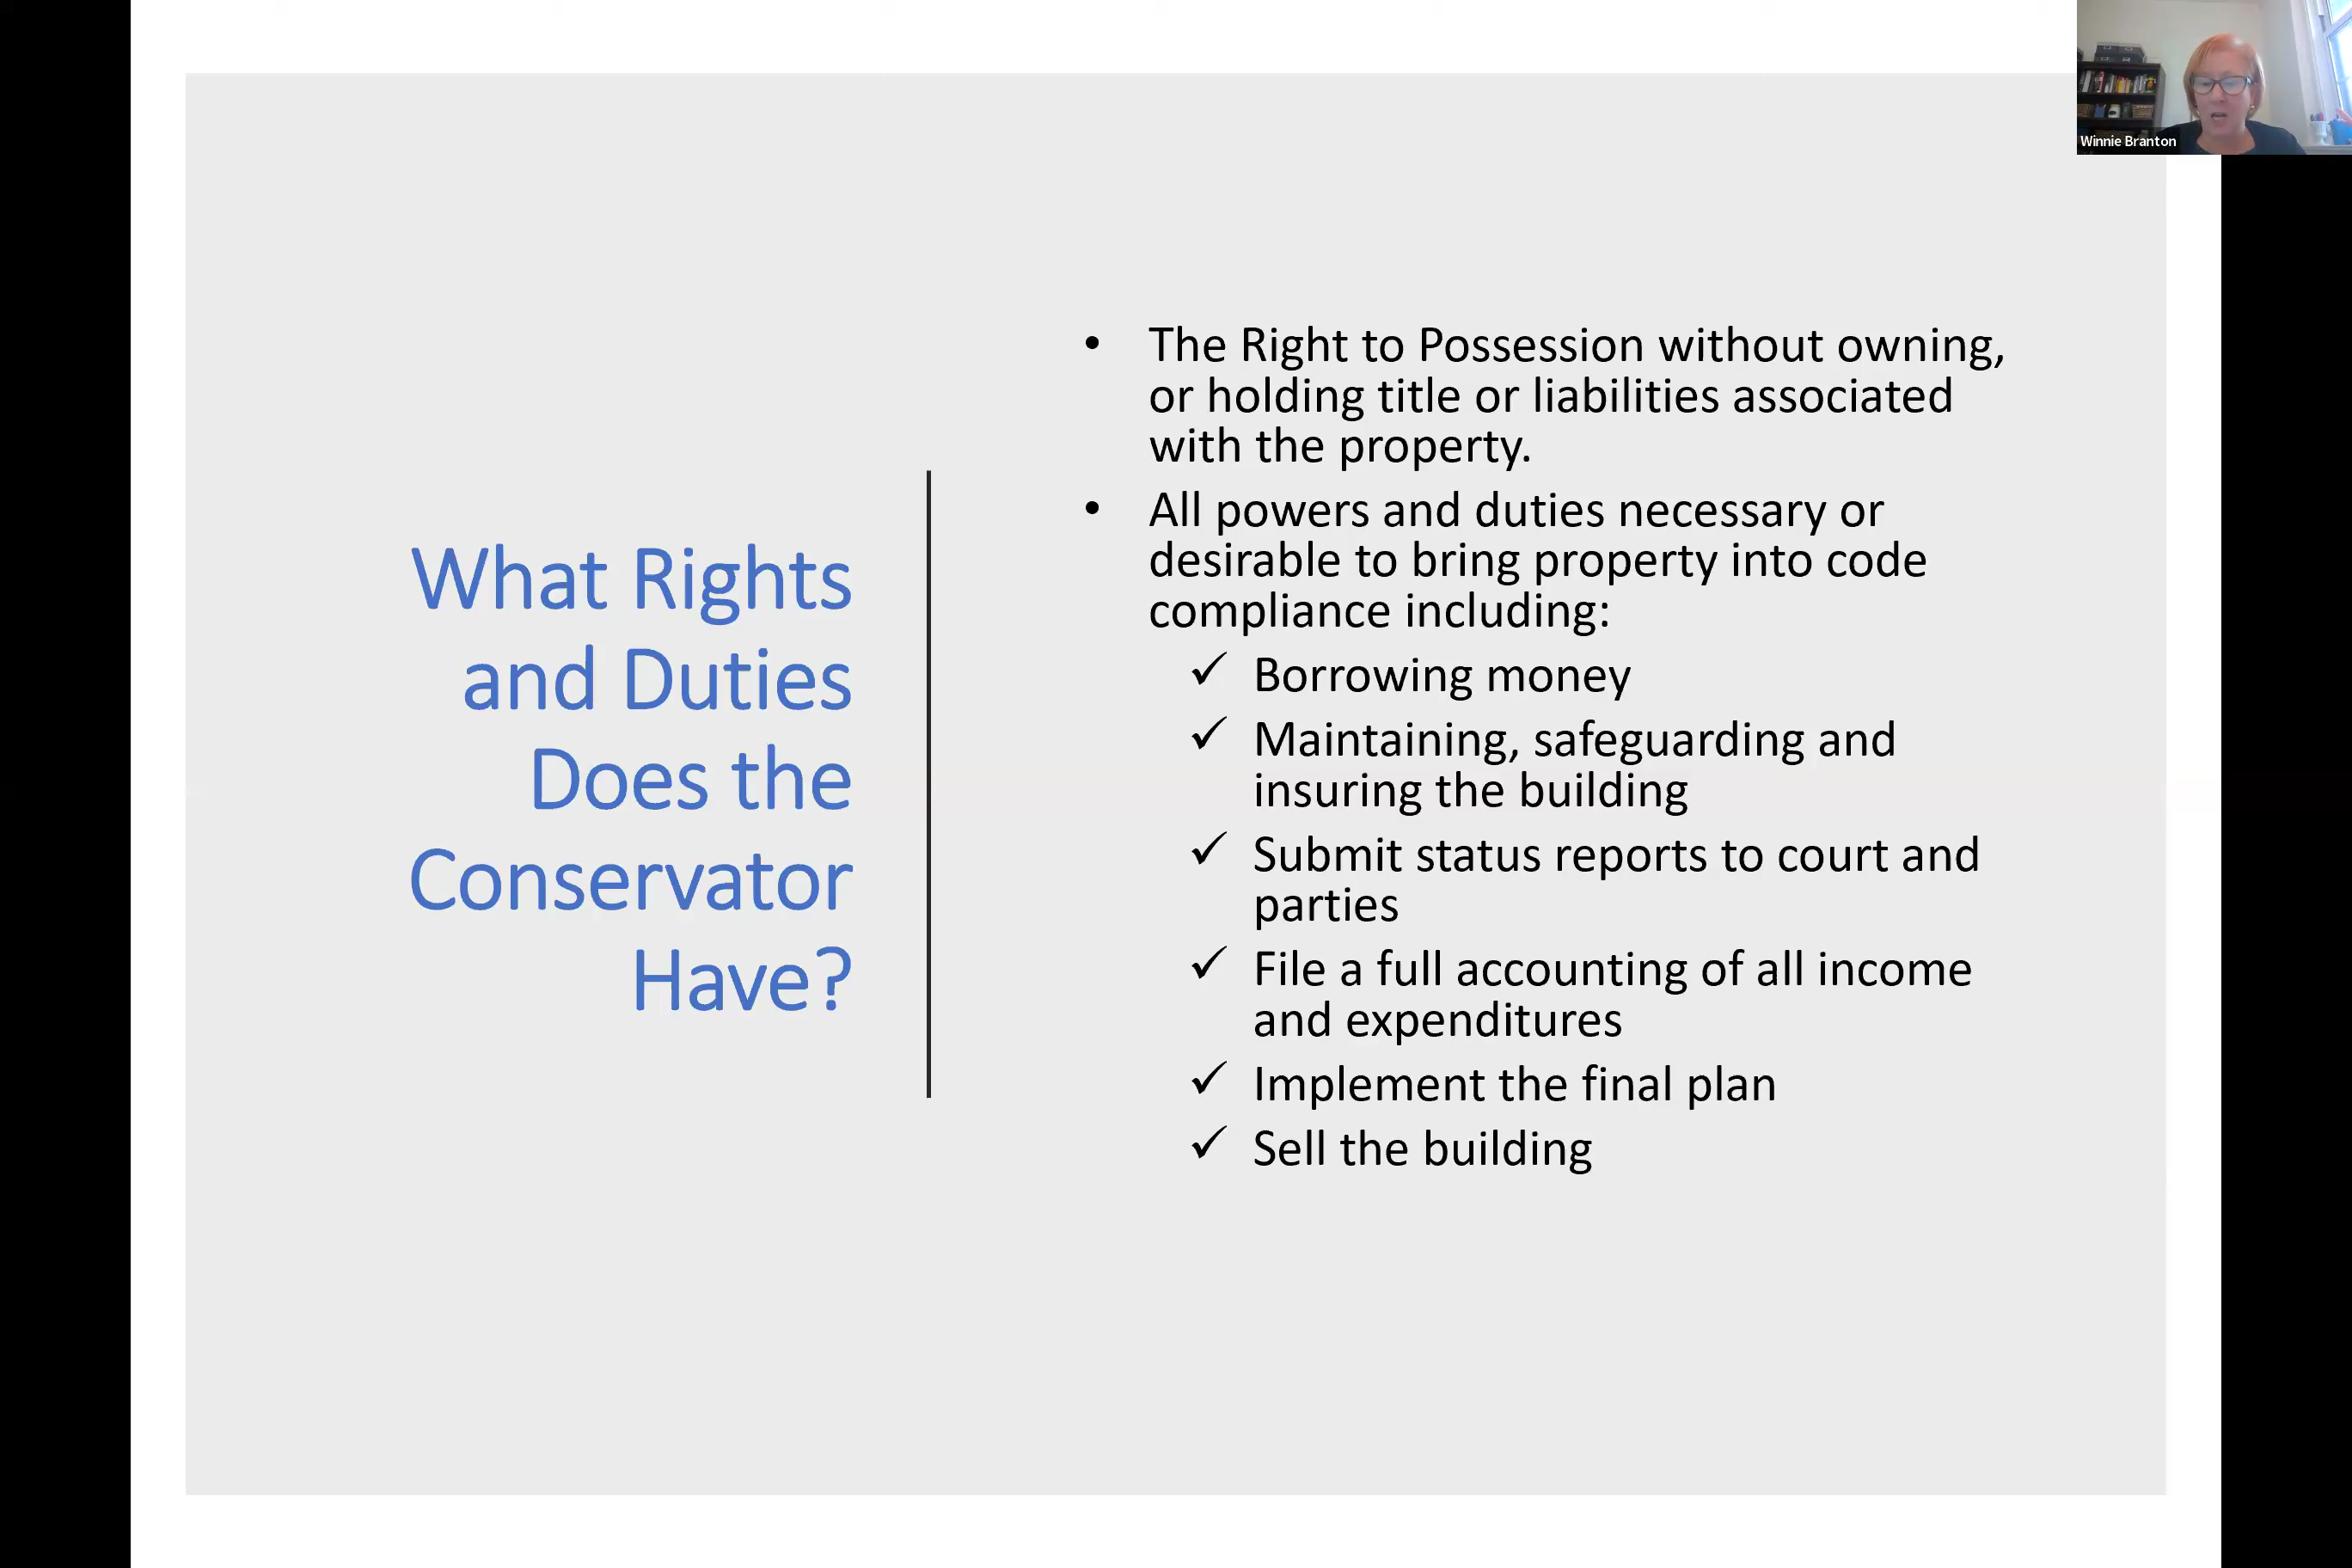 Winnie Branton
What Rights
and Duties
Does the
Conservator
Have?
• The Right to Possession without owning,
or holding title or liabilities associated
with the property.
• All powers and duties necessary or
desirable to bring property into code
compliance including:
✓ Borrowing money
✓ Maintaining, safeguarding and
insuring the building
✓ Submit status reports to court and
parties
✓ File a full accounting of all income
and expenditures
✓ Implement the final plan
✓ Sell the building